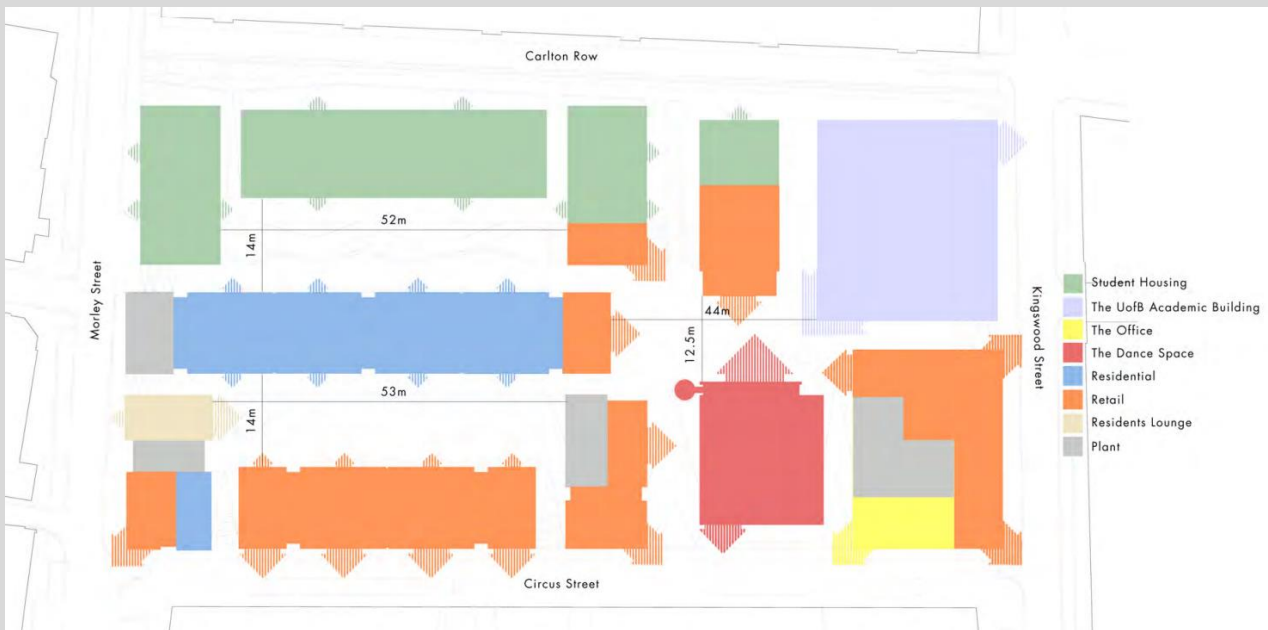 Carlton Row
52m
14m
Morley Street
44m
12.5m
Kingswood Street
53m
14m
Circus Street
Student Housing
The UofB Academic Building
The Office
The Dance Space
Residential
Retail
Residents Lounge
Plant